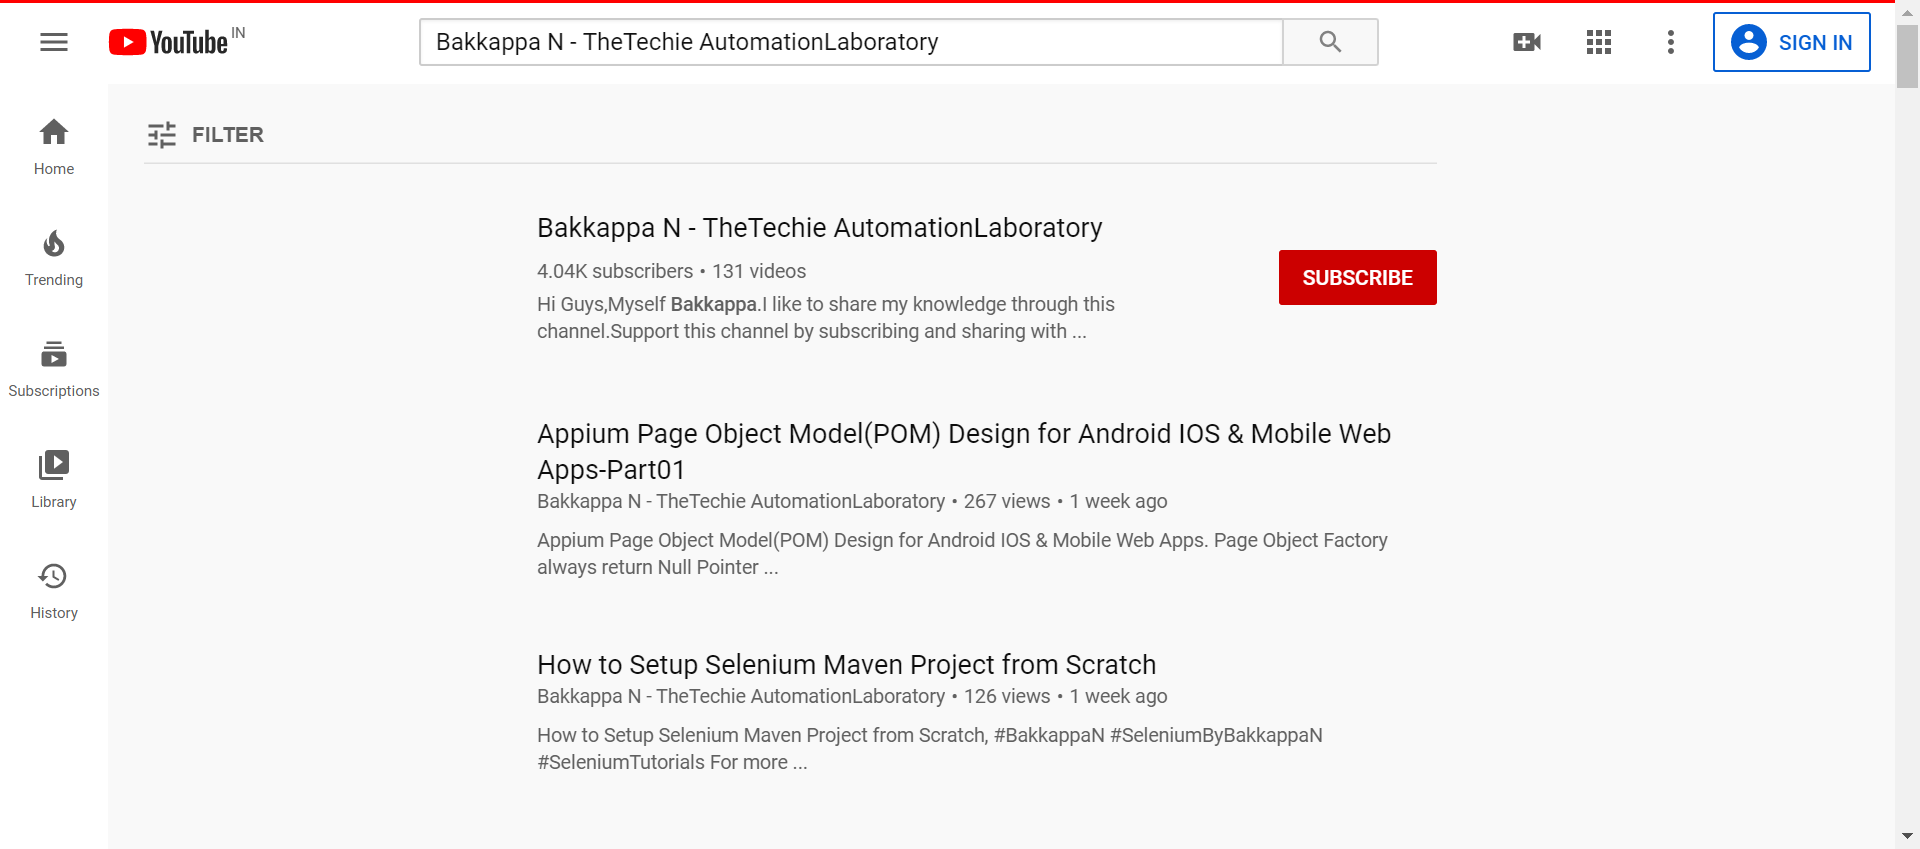 YouTube IN
Bakkappa N - TheTechie AutomationLaboratory
SIGN IN
Home
Trending
Subscriptions
Library
History
FILTER
Bakkappa N - TheTechie AutomationLaboratory
4.04K subscribers • 131 videos
Hi Guys,Myself Bakkappa.I like to share my knowledge through this
channel.Support this channel by subscribing and sharing with ...
SUBSCRIBE
Appium Page Object Model(POM) Design for Android IOS & Mobile Web
Apps-Part01
Bakkappa N - TheTechie AutomationLaboratory • 267 views • 1 week ago
Appium Page Object Model(POM) Design for Android IOS & Mobile Web Apps. Page Object Factory
always return Null Pointer ...
How to Setup Selenium Maven Project from Scratch
Bakkappa N - TheTechie AutomationLaboratory • 126 views • 1 week ago
How to Setup Selenium Maven Project from Scratch, #BakkappaN #SeleniumByBakkappaN
#SeleniumTutorials For more ...